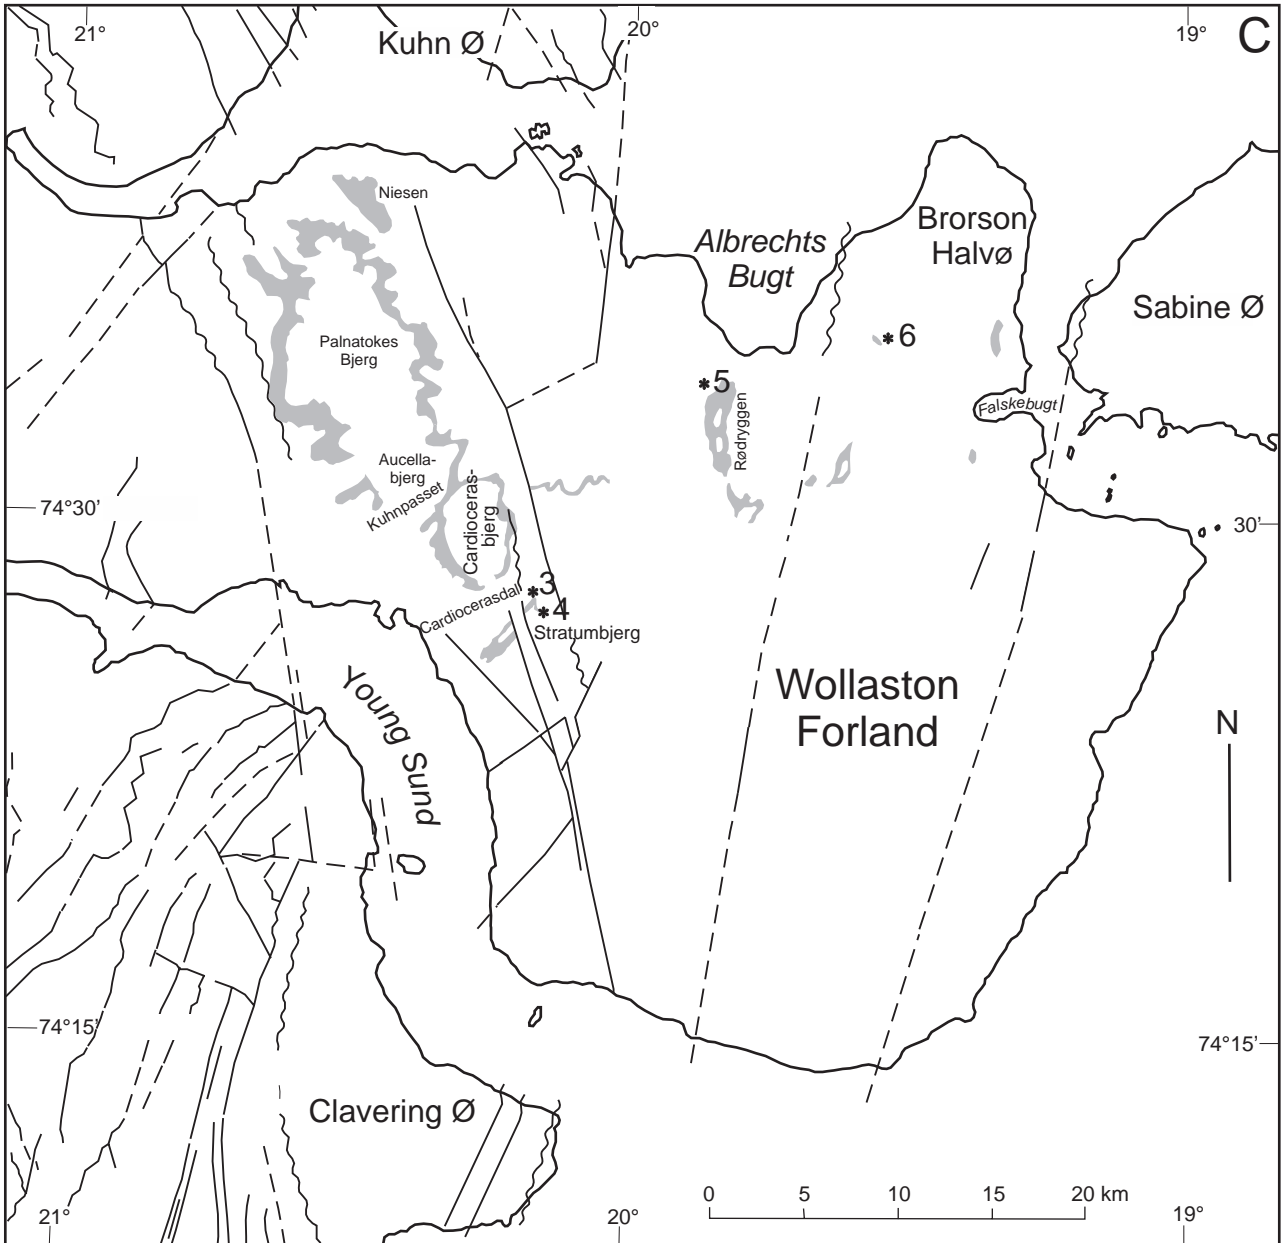 21°
20°
19°
C
Kuhn Ø
Niesen
Albrechts
Bugt
Brorson
Halvø
Sabine Ø
Palnatokes
Bjerg
*6
*5
Rødryggen
Falskebugt
Aucella-
bjerg
Kuhnpasset
Cardioceras-
bjerg
74°30'
30'
*3
Cardiocerasdal
*4
Stratumbjerg
Young Sund
Wollaston
Forland
N
74°15'
74°15'
Clavering Ø
0 5 10 15 20 km
21°
20°
19°